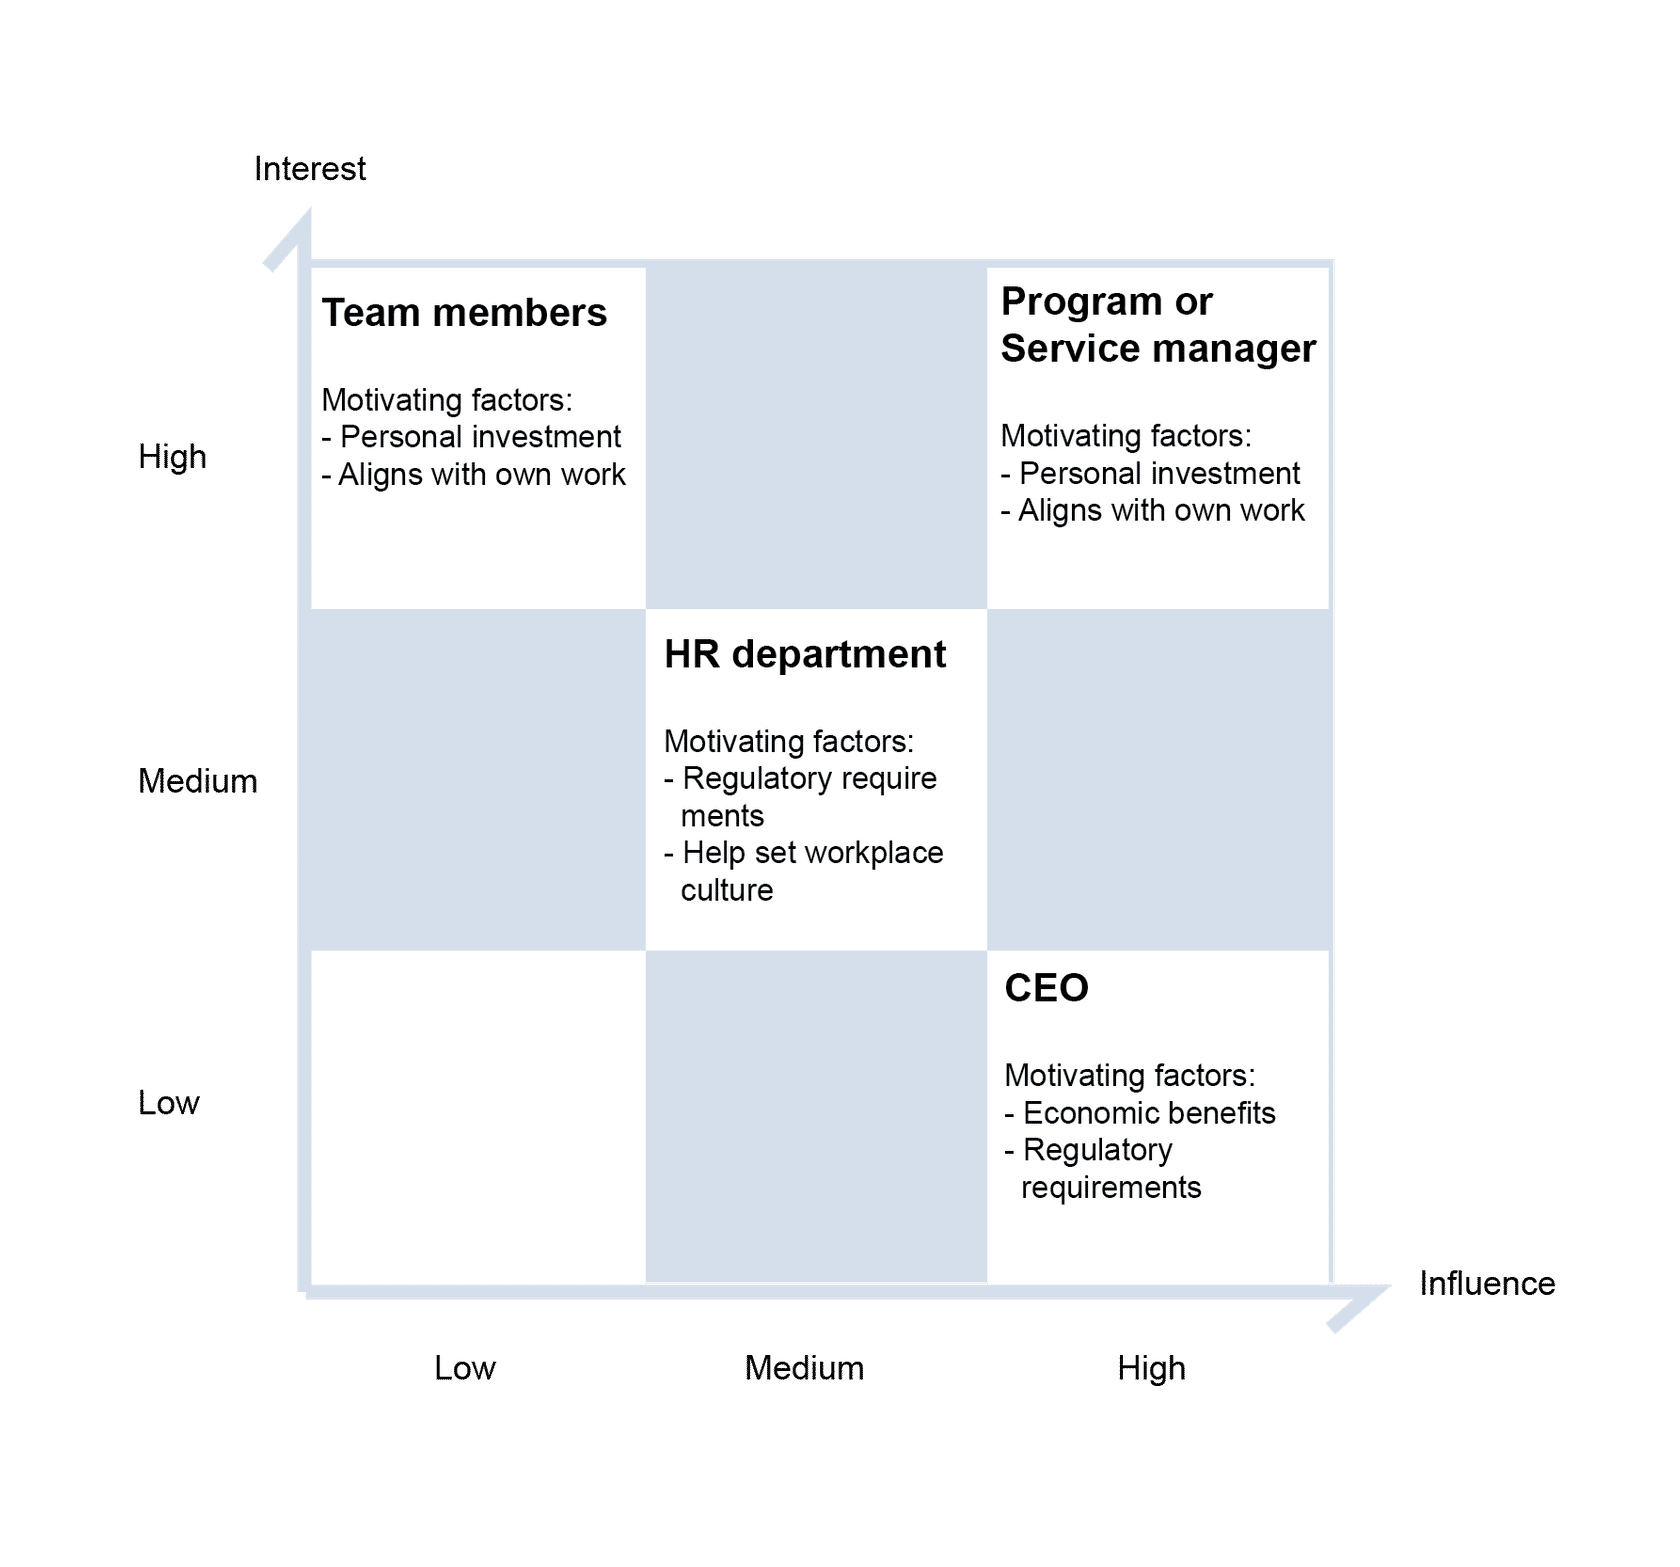 Interest
Team members
Motivating factors:
- Personal investment
- Aligns with own work
Program or
Service manager
Motivating factors:
- Personal investment
- Aligns with own work
High
HR department
Motivating factors:
- Regulatory require
ments
- Help set workplace
culture
Medium
CEO
Motivating factors:
- Economic benefits
- Regulatory
requirements
Low
Influence
Low
Medium
High